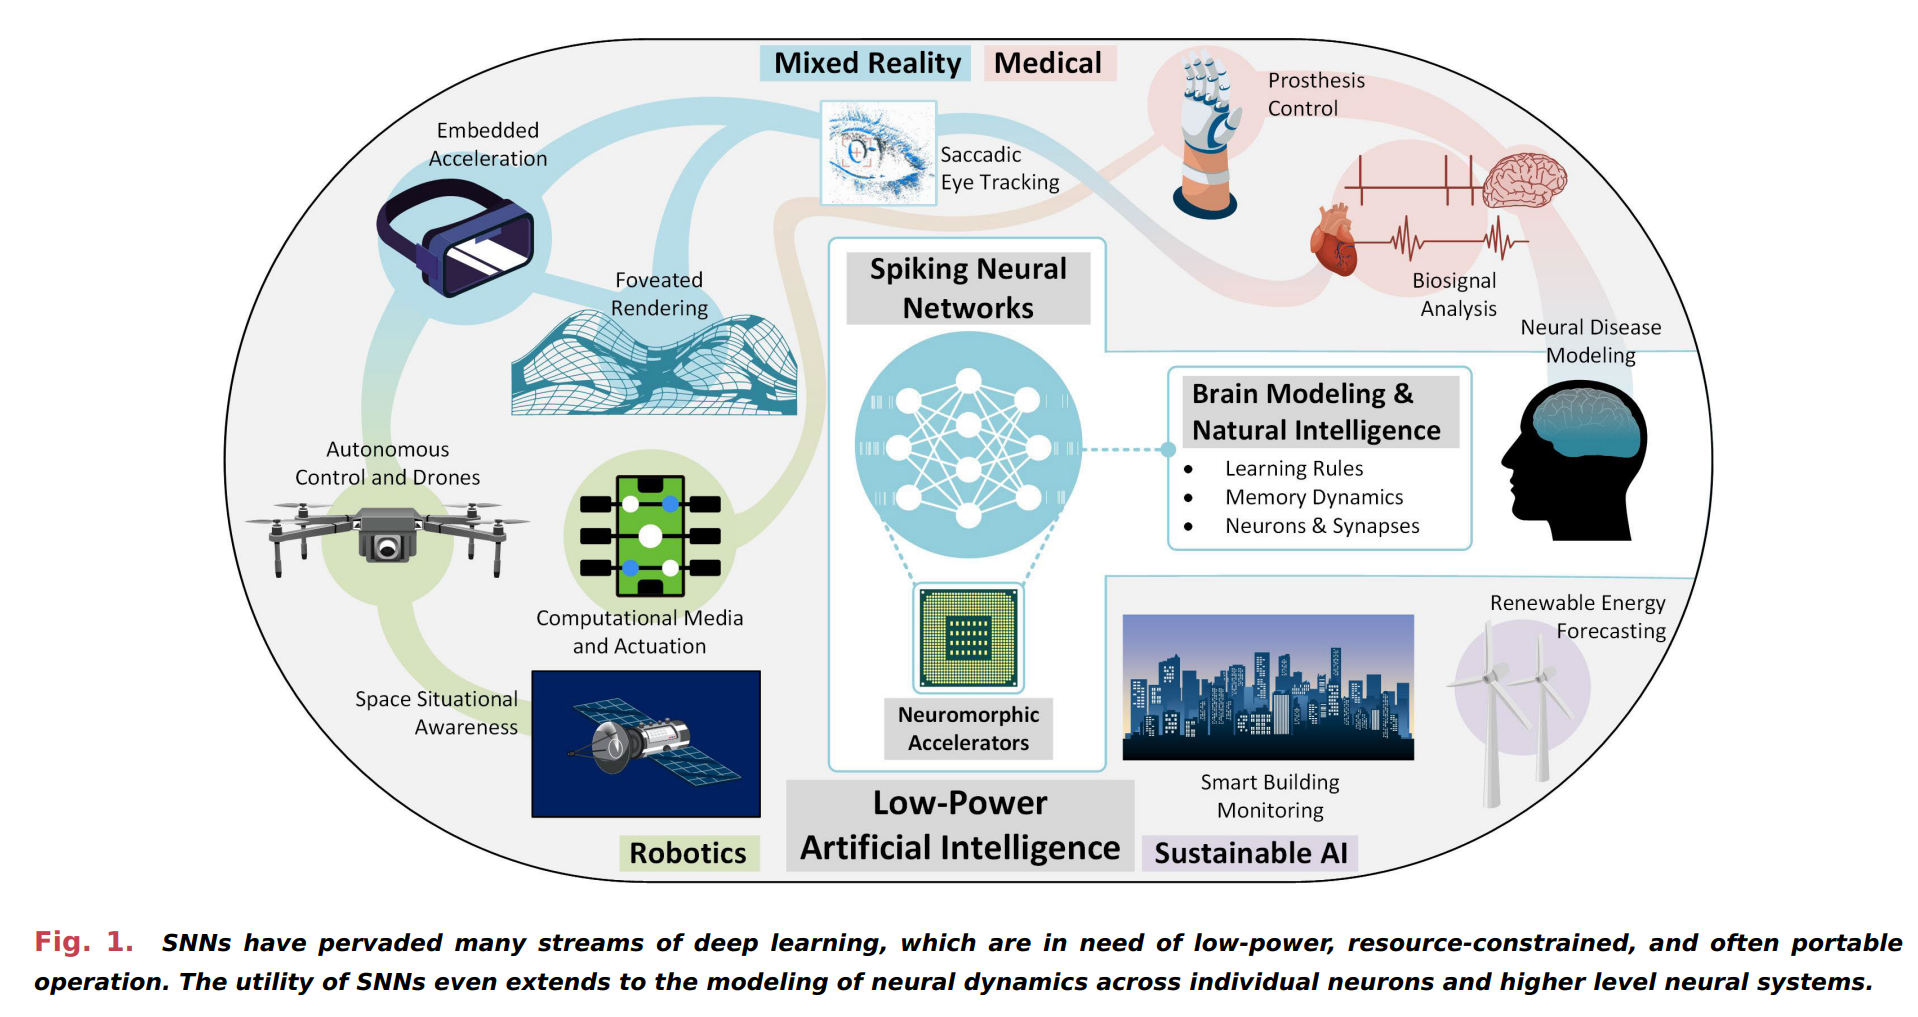 Mixed Reality
Medical
Prosthesis
Control
Embedded
Acceleration
Saccadic
Eye Tracking
Foveated
Rendering
Biosignal
Analysis
Spiking Neural
Networks
Neural Disease
Modeling
Brain Modeling &
Natural Intelligence
• Learning Rules
• Memory Dynamics
• Neurons & Synapses
Autonomous
Control and Drones
Computational Media
and Actuation
Renewable Energy
Forecasting
Space Situational
Awareness
Neuromorphic
Accelerators
Smart Building
Monitoring
Low-Power
Artificial Intelligence
Robotics
Sustainable AI
Fig. 1. SNNs have pervaded many streams of deep learning, which are in need of low-power, resource-constrained, and often portable
operation. The utility of SNNs even extends to the modeling of neural dynamics across individual neurons and higher level neural systems.